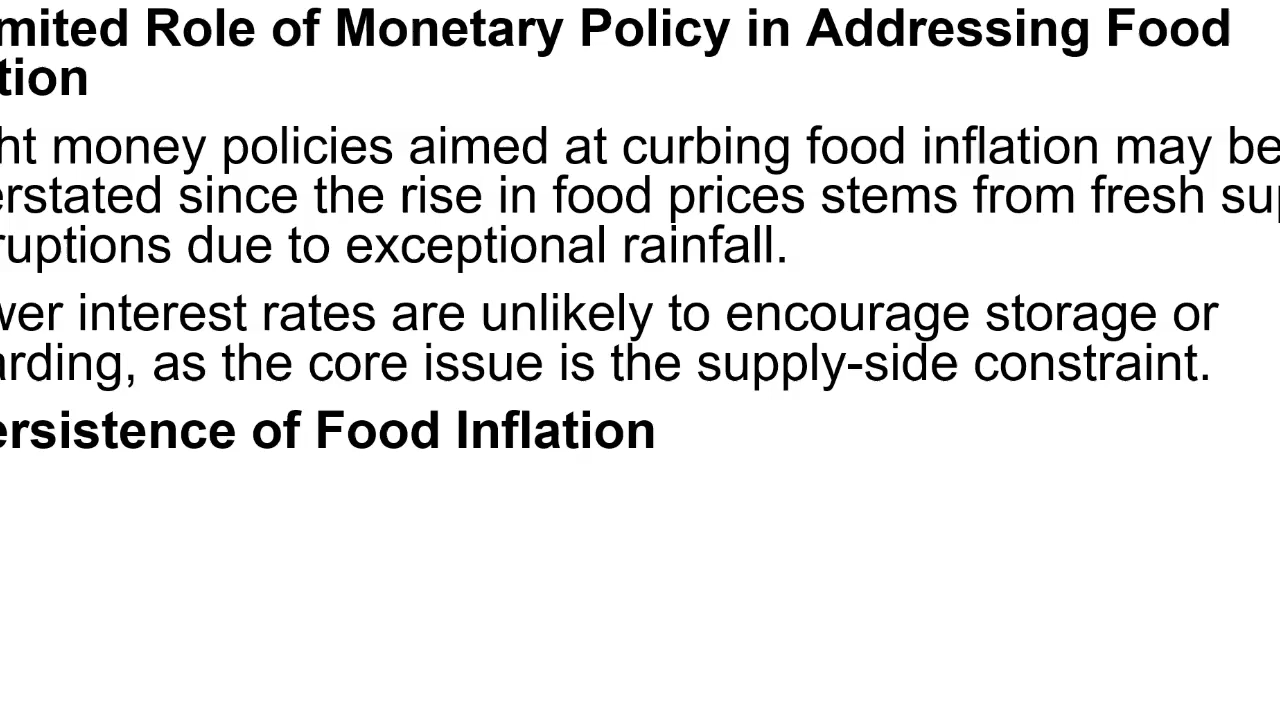 mited Role of Monetary Policy in Addressing Food
tion
ht money policies aimed at curbing food inflation may be
erstated since the rise in food prices stems from fresh sup
ruptions due to exceptional rainfall.
wer interest rates are unlikely to encourage storage or
arding, as the core issue is the supply-side constraint.
ersistence of Food Inflation